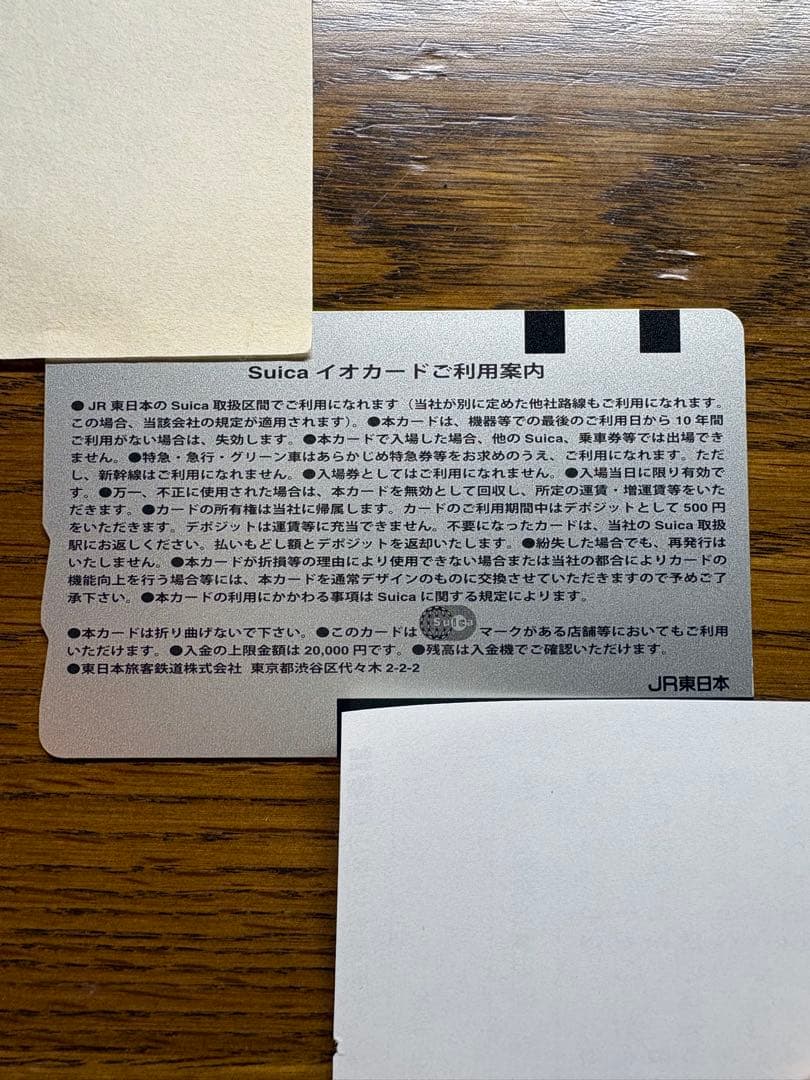 Suica イオカードご利用案内
●JR 東日本の Suica 取扱区間でご利用になれます（当社が別に定めた他社路線もご利用になれます。
この場合、当該会社の規定が適用されます）。●本カードは、機器等での最後のご利用日から 10 年間
ご利用がない場合は、失効します。●本カードで入場した場合、他の Suica、乗車券等では出場でき
ません。●特急・急行・グリーン車はあらかじめ特急券等をお求めのうえ、ご利用になれます。ただ
し、新幹線はご利用になれません。●入場券としてはご利用になれません。●入場当日に限り有効で
す。●万一、不正に使用された場合は、本カードを無効として回収し、所定の運賃・増運賃等をいた
だきます。●カードの所有権は当社に帰属します。カードのご利用期間中はデポジットとして 500 円
をいただきます。デポジットは運賃等に充当できません。不要になったカードは、当社の Suica 取扱
駅にお返しください。払いもどし額とデポジットを返却いたします。●紛失した場合でも、再発行は
いたしません。●本カードが折損等の理由により使用できない場合または当社の都合によりカードの
機能向上を行う場合等には、本カードを通常デザインのものに交換させていただきますので予めご了
承下さい。●本カードの利用にかかわる事項は Suica に関する規定によります。
●本カードは折り曲げないで下さい。●このカードは Suica マークがある店舗等においてもご利用
いただけます。●入金の上限金額は 20,000 円です。●残高は入金機でご確認いただけます。
●東日本旅客鉄道株式会社 東京都渋谷区代々木 2-2-2
JR東日本